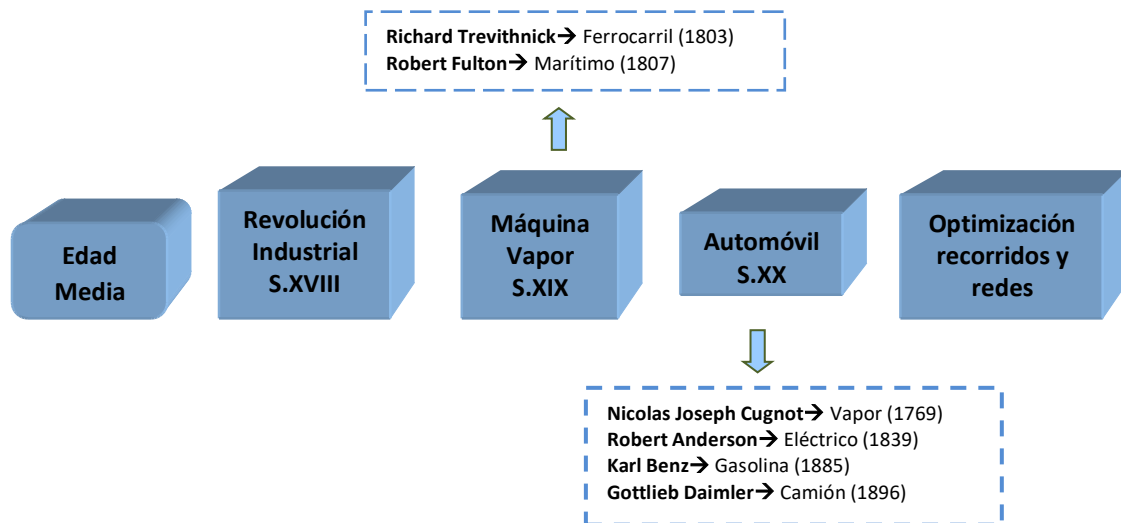 Richard Trevithnick→ Ferrocarril (1803)
Robert Fulton→ Marítimo (1807)
Edad
Media
Revolución
Industrial
S.XVIII
Máquina
Vapor
S.XIX
Automóvil
S.XX
Optimización
recorridos y
redes
Nicolas Joseph Cugnot→ Vapor (1769)
Robert Anderson→ Eléctrico (1839)
Karl Benz→ Gasolina (1885)
Gottlieb Daimler→ Camión (1896)